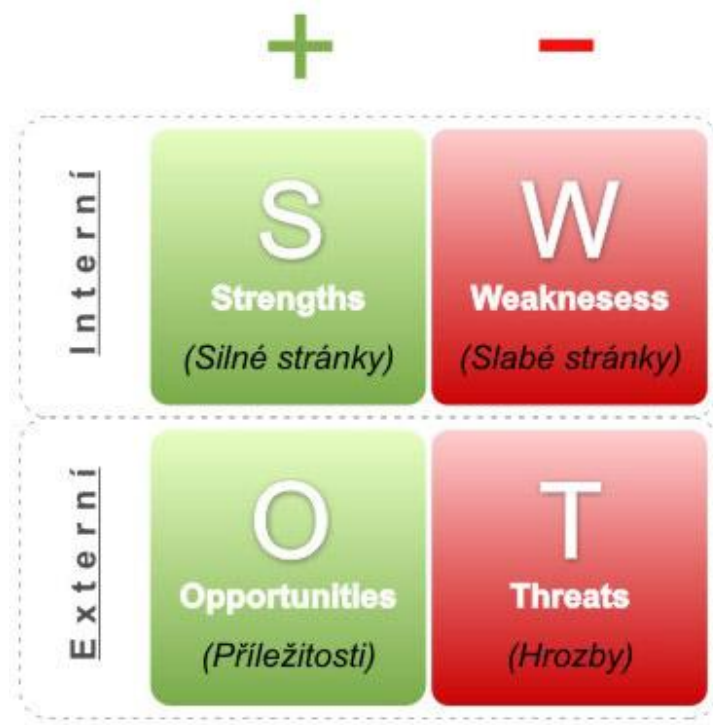 + −
Interní
S
Strengths
(Silné stránky)
W
Weaknesess
(Slabé stránky)
Externí
O
Opportunities
(Příležitosti)
T
Threats
(Hrozby)